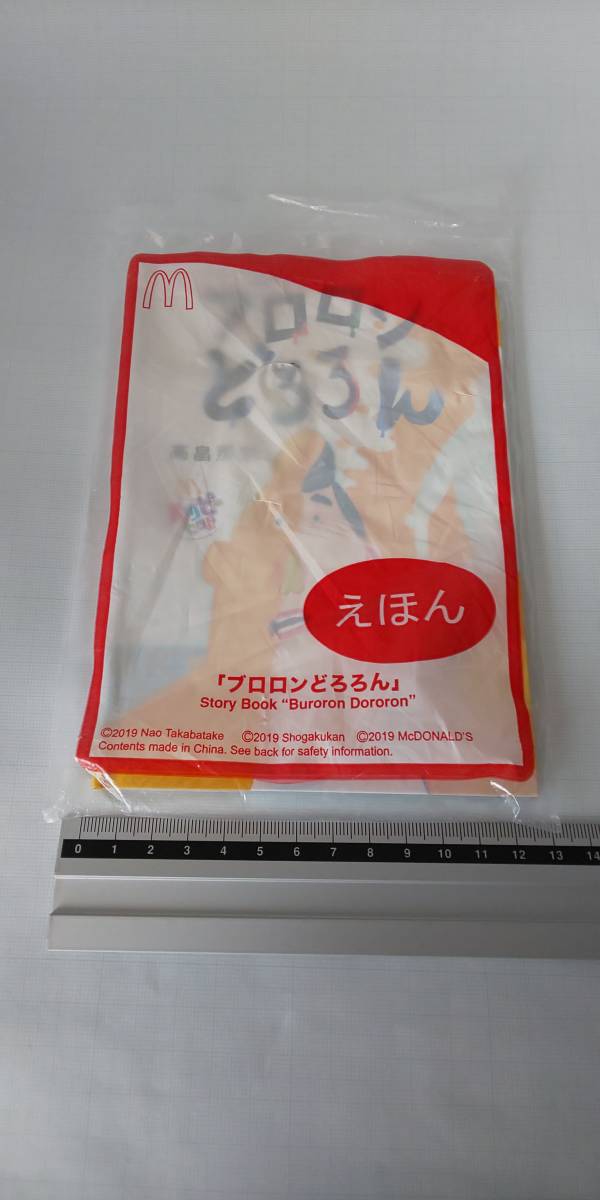 ブロロン
どろろん
えほん
「ブロロンどろろん」
Story Book “Buroron Dororon”
©2019 Nao Takabatake ©2019 Shogakukan ©2019 McDONALD'S
Contents made in China. See back for safety information.
0 1 2 3 4 5 6 7 8 9 10 11 12 13 14